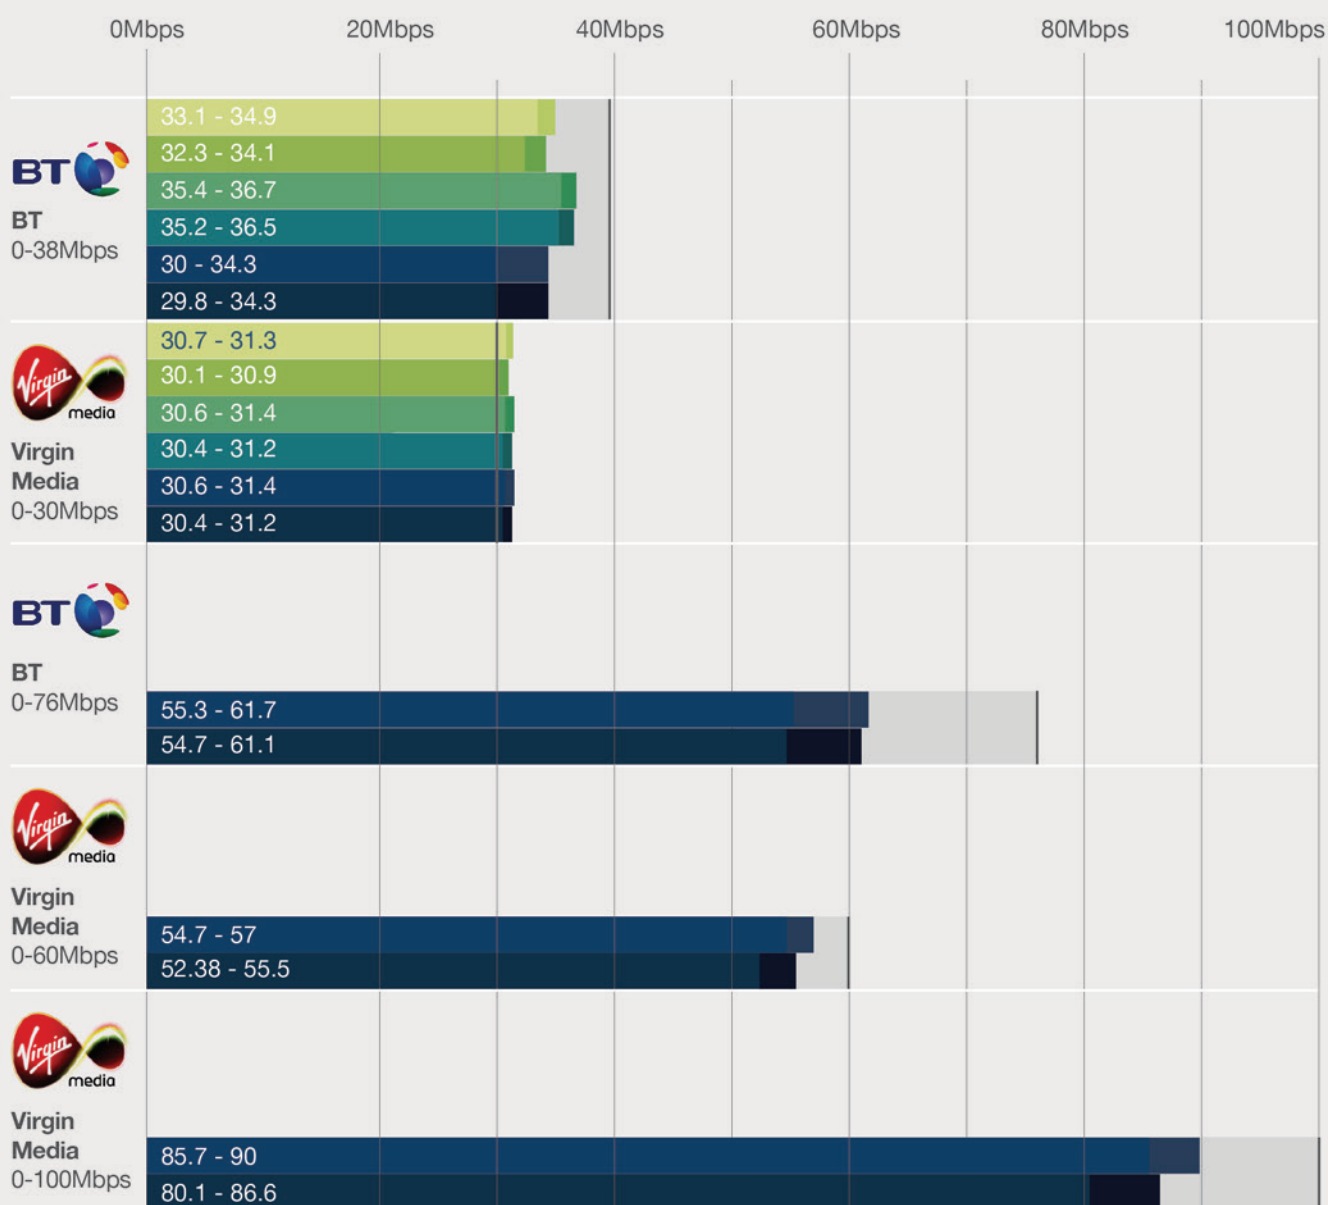 0Mbps 20Mbps 40Mbps 60Mbps 80Mbps 100Mbps
BT
BT
0-38Mbps
33.1 - 34.9
32.3 - 34.1
35.4 - 36.7
35.2 - 36.5
30 - 34.3
29.8 - 34.3
Virgin
media
Virgin
Media
0-30Mbps
30.7 - 31.3
30.1 - 30.9
30.6 - 31.4
30.4 - 31.2
30.6 - 31.4
30.4 - 31.2
BT
BT
0-76Mbps
55.3 - 61.7
54.7 - 61.1
Virgin
media
Virgin
Media
0-60Mbps
54.7 - 57
52.38 - 55.5
Virgin
media
Virgin
Media
0-100Mbps
85.7 - 90
80.1 - 86.6